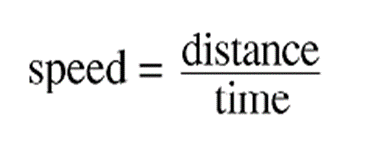 speed = distance
time